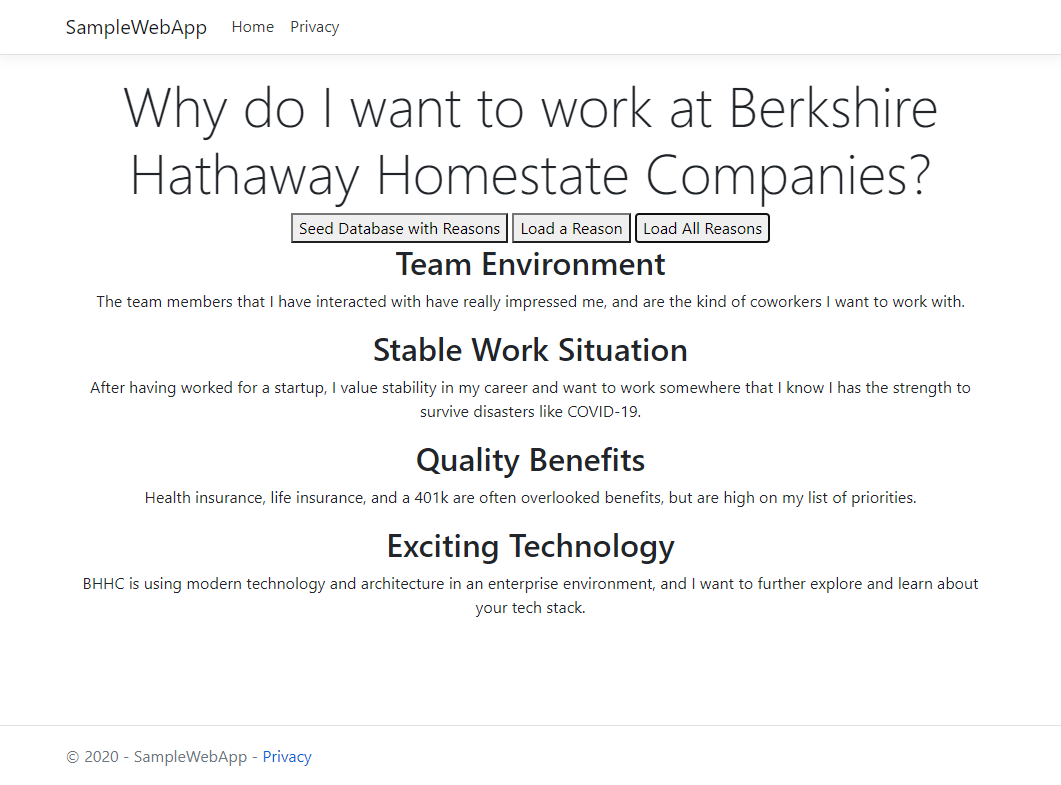 SampleWebApp Home Privacy
Why do I want to work at Berkshire
Hathaway Homestate Companies?
Seed Database with Reasons Load a Reason Load All Reasons
Team Environment
The team members that I have interacted with have really impressed me, and are the kind of coworkers I want to work with.
Stable Work Situation
After having worked for a startup, I value stability in my career and want to work somewhere that I know I has the strength to
survive disasters like COVID-19.
Quality Benefits
Health insurance, life insurance, and a 401k are often overlooked benefits, but are high on my list of priorities.
Exciting Technology
BHHC is using modern technology and architecture in an enterprise environment, and I want to further explore and learn about
your tech stack.
© 2020 - SampleWebApp - Privacy